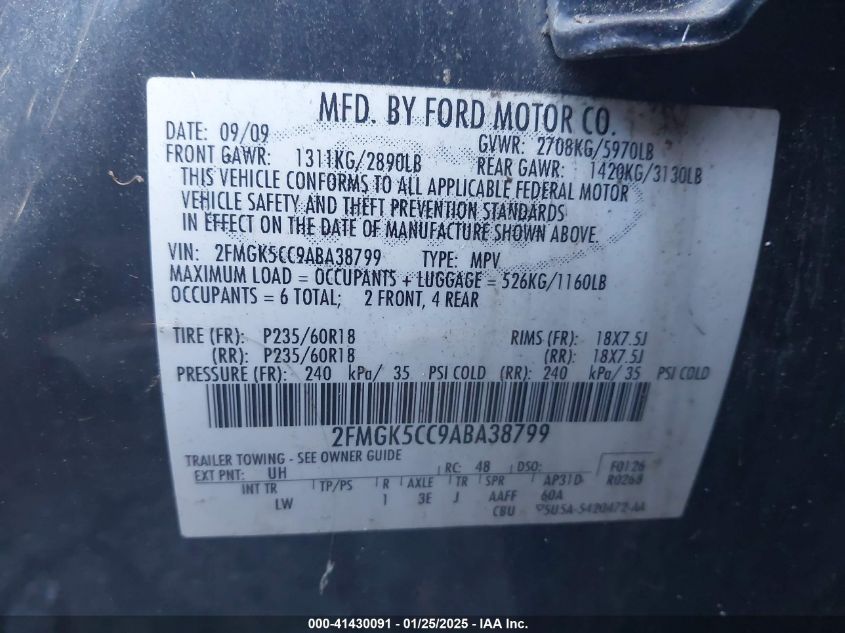 MFD. BY FORD MOTOR CO.
DATE: 09/09 GVWR: 2708KG/5970LB
FRONT GAWR: 1311KG/2890LB REAR GAWR: 1420KG/3130LB
THIS VEHICLE CONFORMS TO ALL APPLICABLE FEDERAL MOTOR
VEHICLE SAFETY AND THEFT PREVENTION STANDARDS
IN EFFECT ON THE DATE OF MANUFACTURE SHOWN ABOVE.
VIN: 2FMGK5CC9ABA38799 TYPE: MPV
MAXIMUM LOAD = OCCUPANTS + LUGGAGE = 526KG/1160LB
OCCUPANTS = 6 TOTAL; 2 FRONT, 4 REAR
TIRE (FR): P235/60R18 RIMS (FR): 18X7.5J
(RR): P235/60R18 (RR): 18X7.5J
PRESSURE (FR): 240 kPa/ 35 PSI COLD (RR): 240 kPa/ 35 PSI COLD
2FMGK5CC9ABA38799
TRAILER TOWING - SEE OWNER GUIDE
EXT PNT: UH RC: 48 DSO: F0126
R0268
INT TR TP/PS R AXLE TR SPR AP31D
LW 1 3E J AAFF 60A
CBU 5U5A-5420472-AA
000-41430091 — 01/25/2025 — IAA Inc.